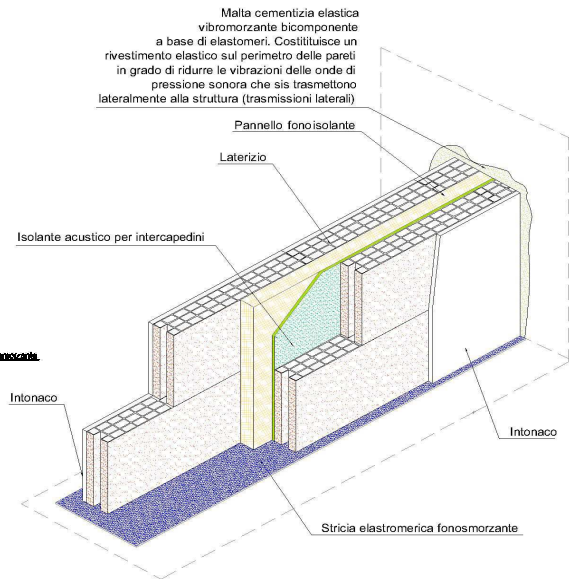 Malta cementizia elastica
vibromorzante bicomponente
a base di elastomeri. Costitituisce un
rivestimento elastico sul perimetro delle pareti
in grado di ridurre le vibrazioni delle onde di
pressione sonora che sis trasmettono
lateralmente alla struttura (trasmissioni laterali)
Pannello fonoisolante
Laterizio
Isolante acustico per intercapedini
Intonaco
Intonaco
Stricia elastromerica fonosmorzante